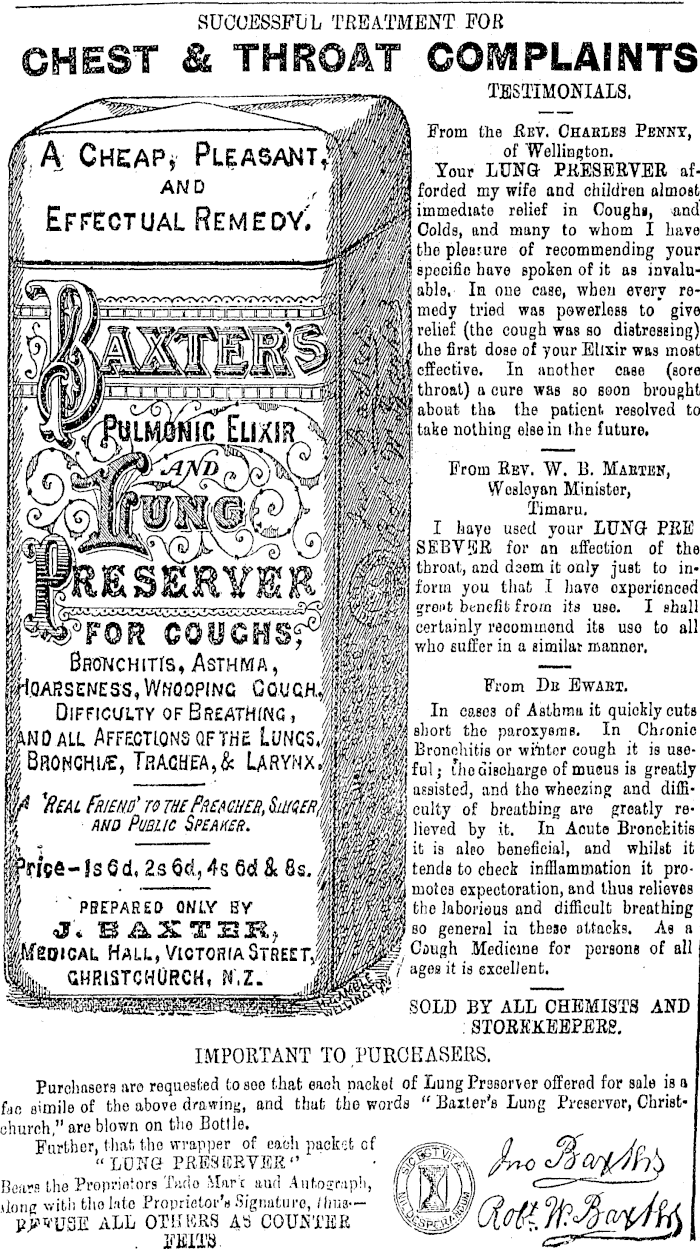 SUCCESSFUL TREATMENT FOR
CHEST & THROAT COMPLAINTS
A CHEAP, PLEASANT,
AND
EFFECTUAL REMEDY.
BAXTER'S
PULMONIC ELIXIR
AND
LUNG
PRESERVER
FOR COUGHS,
BRONCHITIS, ASTHMA,
HOARSENESS, WHOOPING COUGH,
DIFFICULTY OF BREATHING,
AND ALL AFFECTIONS OF THE LUNGS,
BRONCHIÆ, TRACHEA, & LARYNX.
A 'REAL FRIEND' TO THE PREACHER, SINGER
AND PUBLIC SPEAKER.
Price-1s 6d, 2s 6d, 4s 6d & 8s.
PREPARED ONLY BY
J. BAXTER,
MEDICAL HALL, VICTORIA STREET,
CHRISTCHURCH, N.Z.
WELLINGTON
TESTIMONIALS.
From the REV. CHARLES PENNY,
of Wellington.
Your LUNG PRESERVER af-
forded my wife and children almost
immediate relief in Coughs, and
Colds, and many to whom I have
the pleasure of recommending your
specific have spoken of it as invalu-
able. In one case, when every re-
medy tried was powerless to give
relief (the cough was so distressing)
the first dose of your Elixir was most
effective. In another case (sore
throat) a cure was so soon brought
about tha the patient resolved to
take nothing else in the future.
From REV. W. B. MARTEN,
Wesleyan Minister,
Timaru.
I have used your LUNG PRE
SERVER for an affection of the
throat, and deem it only just to in-
form you that I have experienced
great benefit from its use. I shall
certainly recommend its use to all
who suffer in a similar manner.
From DR EWART.
In cases of Asthma it quickly cuts
short the paroxysms. In Chronic
Bronchitis or winter cough it is use-
ful; the discharge of mucus is greatly
assisted, and the wheezing and diffi-
culty of breathing are greatly re-
lieved by it. In Acute Bronchitis
it is also beneficial, and whilst it
tends to check infflammation it pro-
motes expectoration, and thus relieves
the laborious and difficult breathing
so general in these attacks. As a
Cough Medicine for persons of all
ages it is excellent.
SOLD BY ALL CHEMISTS AND
STOREKEEPERS.
IMPORTANT TO PURCHASERS.
Purchasers are requested to see that each packet of Lung Preserver offered for sale is a
fac simile of the above drawing, and that the words "Baxter's Lung Preserver, Christ-
church," are blown on the Bottle.
Further, that the wrapper of each packet of
"LUNG PRESERVER"
Bears the Proprietors Tade Mark and Autograph,
along with the late Proprietor's Signature, thus—
REFUSE ALL OTHERS AS COUNTER
FEITS
SIC EST VITA
NIL DESPERANDUM
Jno Baxter
Robt. W. Baxter